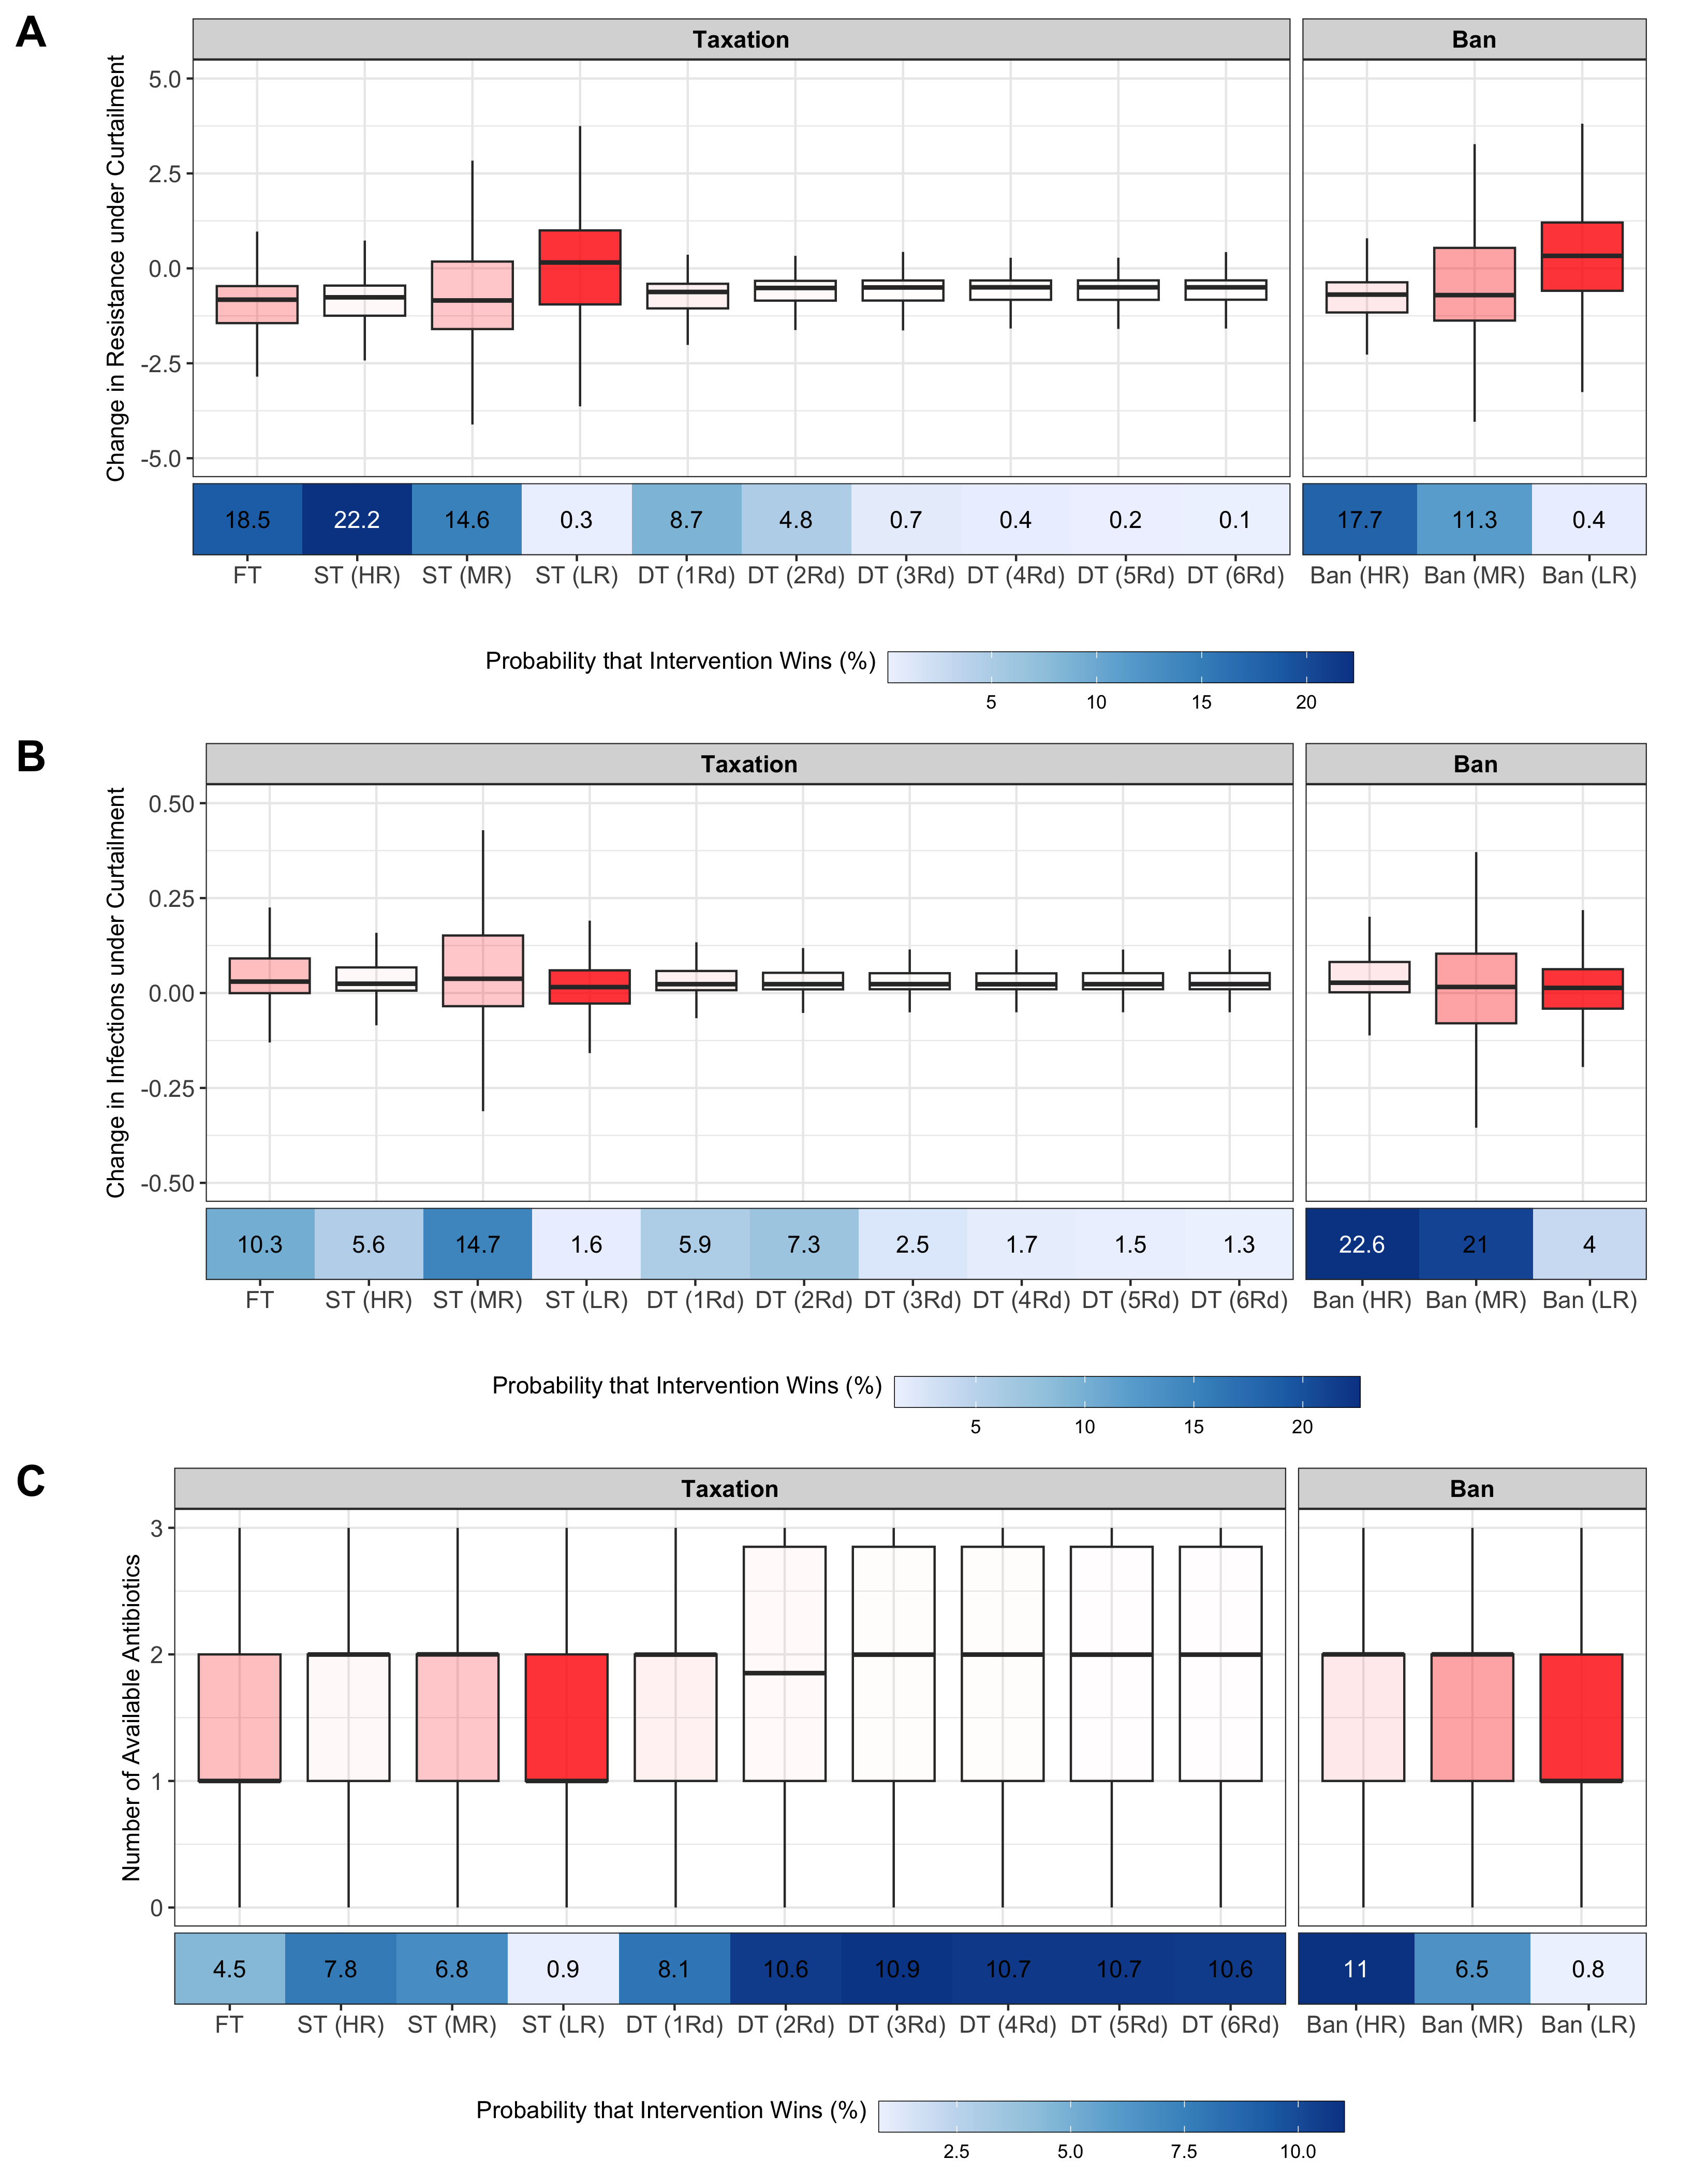 A
Taxation
Ban
Change in Resistance under Curtailment
5.0
2.5
0.0
-2.5
-5.0
18.5 22.2 14.6 0.3 8.7 4.8 0.7 0.4 0.2 0.1 17.7 11.3 0.4
FT ST (HR) ST (MR) ST (LR) DT (1Rd) DT (2Rd) DT (3Rd) DT (4Rd) DT (5Rd) DT (6Rd) Ban (HR) Ban (MR) Ban (LR)
Probability that Intervention Wins (%)
5 10 15 20
B
Taxation
Ban
Change in Infections under Curtailment
0.50
0.25
0.00
-0.25
-0.50
10.3 5.6 14.7 1.6 5.9 7.3 2.5 1.7 1.5 1.3 22.6 21 4
FT ST (HR) ST (MR) ST (LR) DT (1Rd) DT (2Rd) DT (3Rd) DT (4Rd) DT (5Rd) DT (6Rd) Ban (HR) Ban (MR) Ban (LR)
Probability that Intervention Wins (%)
5 10 15 20
C
Taxation
Ban
Number of Available Antibiotics
3
2
1
0
4.5 7.8 6.8 0.9 8.1 10.6 10.9 10.7 10.7 10.6 11 6.5 0.8
FT ST (HR) ST (MR) ST (LR) DT (1Rd) DT (2Rd) DT (3Rd) DT (4Rd) DT (5Rd) DT (6Rd) Ban (HR) Ban (MR) Ban (LR)
Probability that Intervention Wins (%)
2.5 5.0 7.5 10.0